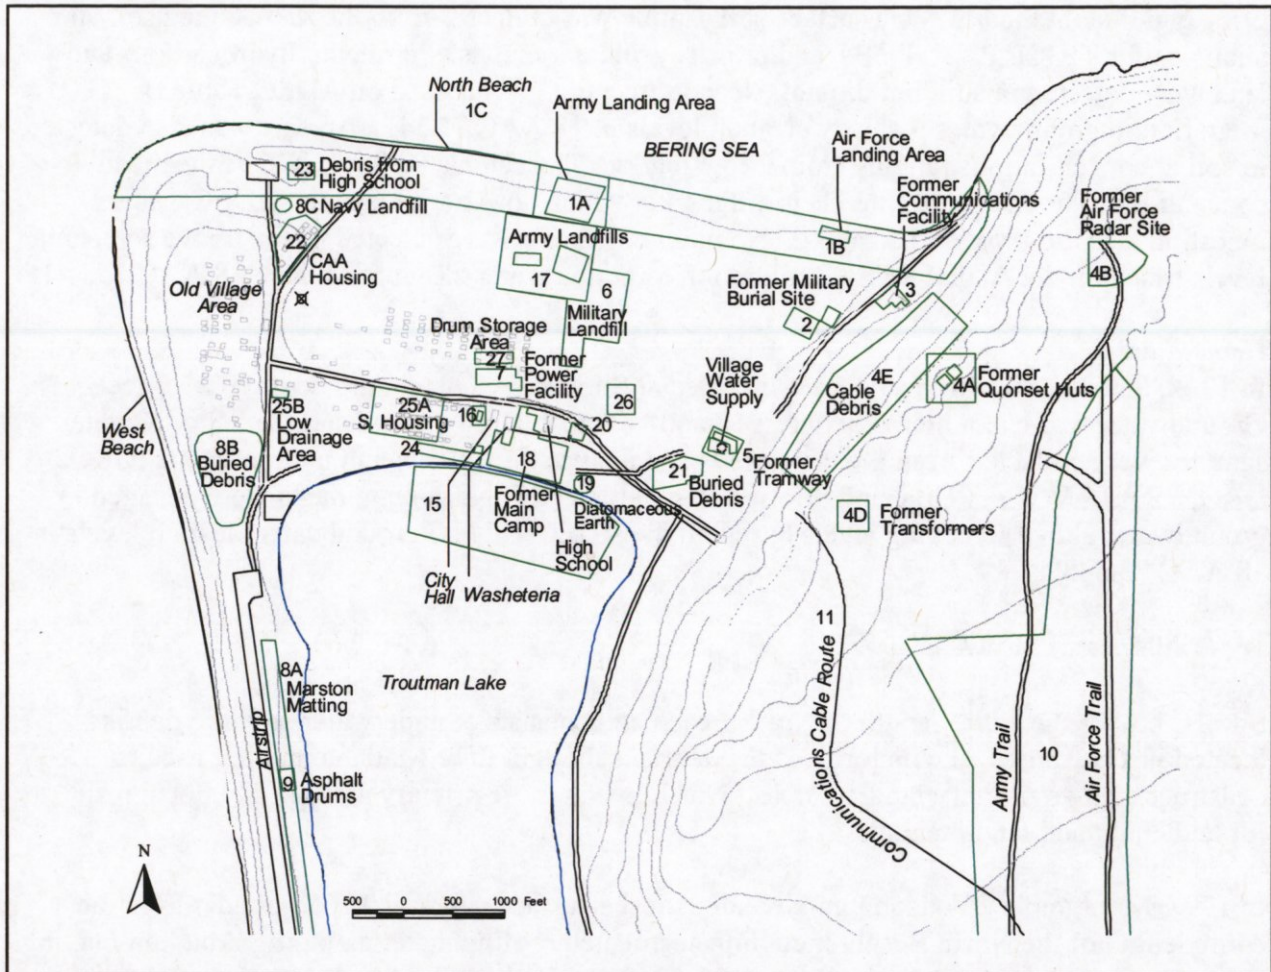 North Beach
1C
Army Landing Area
BERING SEA
Air Force
Landing Area
Former
Communications
Facility
Former
Air Force
Radar Site
23
Debris from
High School
8C Navy Landfill
22
CAA
Housing
Old Village
Area
1A
Army Landfills
17
6
Military
Landfill
1B
3
4B
Former Military
Burial Site
2
Drum Storage
Area
27
7
Former
Power
Facility
Village
Water
Supply
4E
Cable
Debris
4A
Former
Quonset Huts
West
Beach
25B
Low
Drainage
Area
25A
S. Housing
16
24
26
20
8B
Buried
Debris
18
19
21
Buried
Debris
5
Former
Tramway
15
Former
Main
Camp
Diatomaceous
Earth
High
School
4D
Former
Transformers
City
Hall
Washeteria
11
Communications Cable Route
8A
Marston
Matting
Troutman Lake
Airstrip
9
Asphalt
Drums
Army Trail
10
Air Force Trail
N
500 0 500 1000 Feet